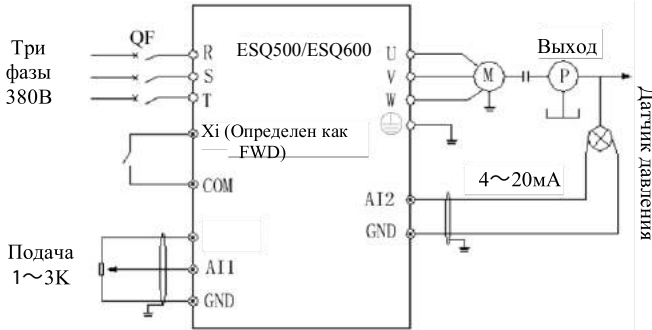 Три
фазы
380В
QF
R
S
T
ESQ500/ESQ600
U
V
W
M
Выход
P
Датчик давления
Xi (Определен как
FWD)
COM
4~20мА
AI2
GND
Подача
1~3K
AI1
GND